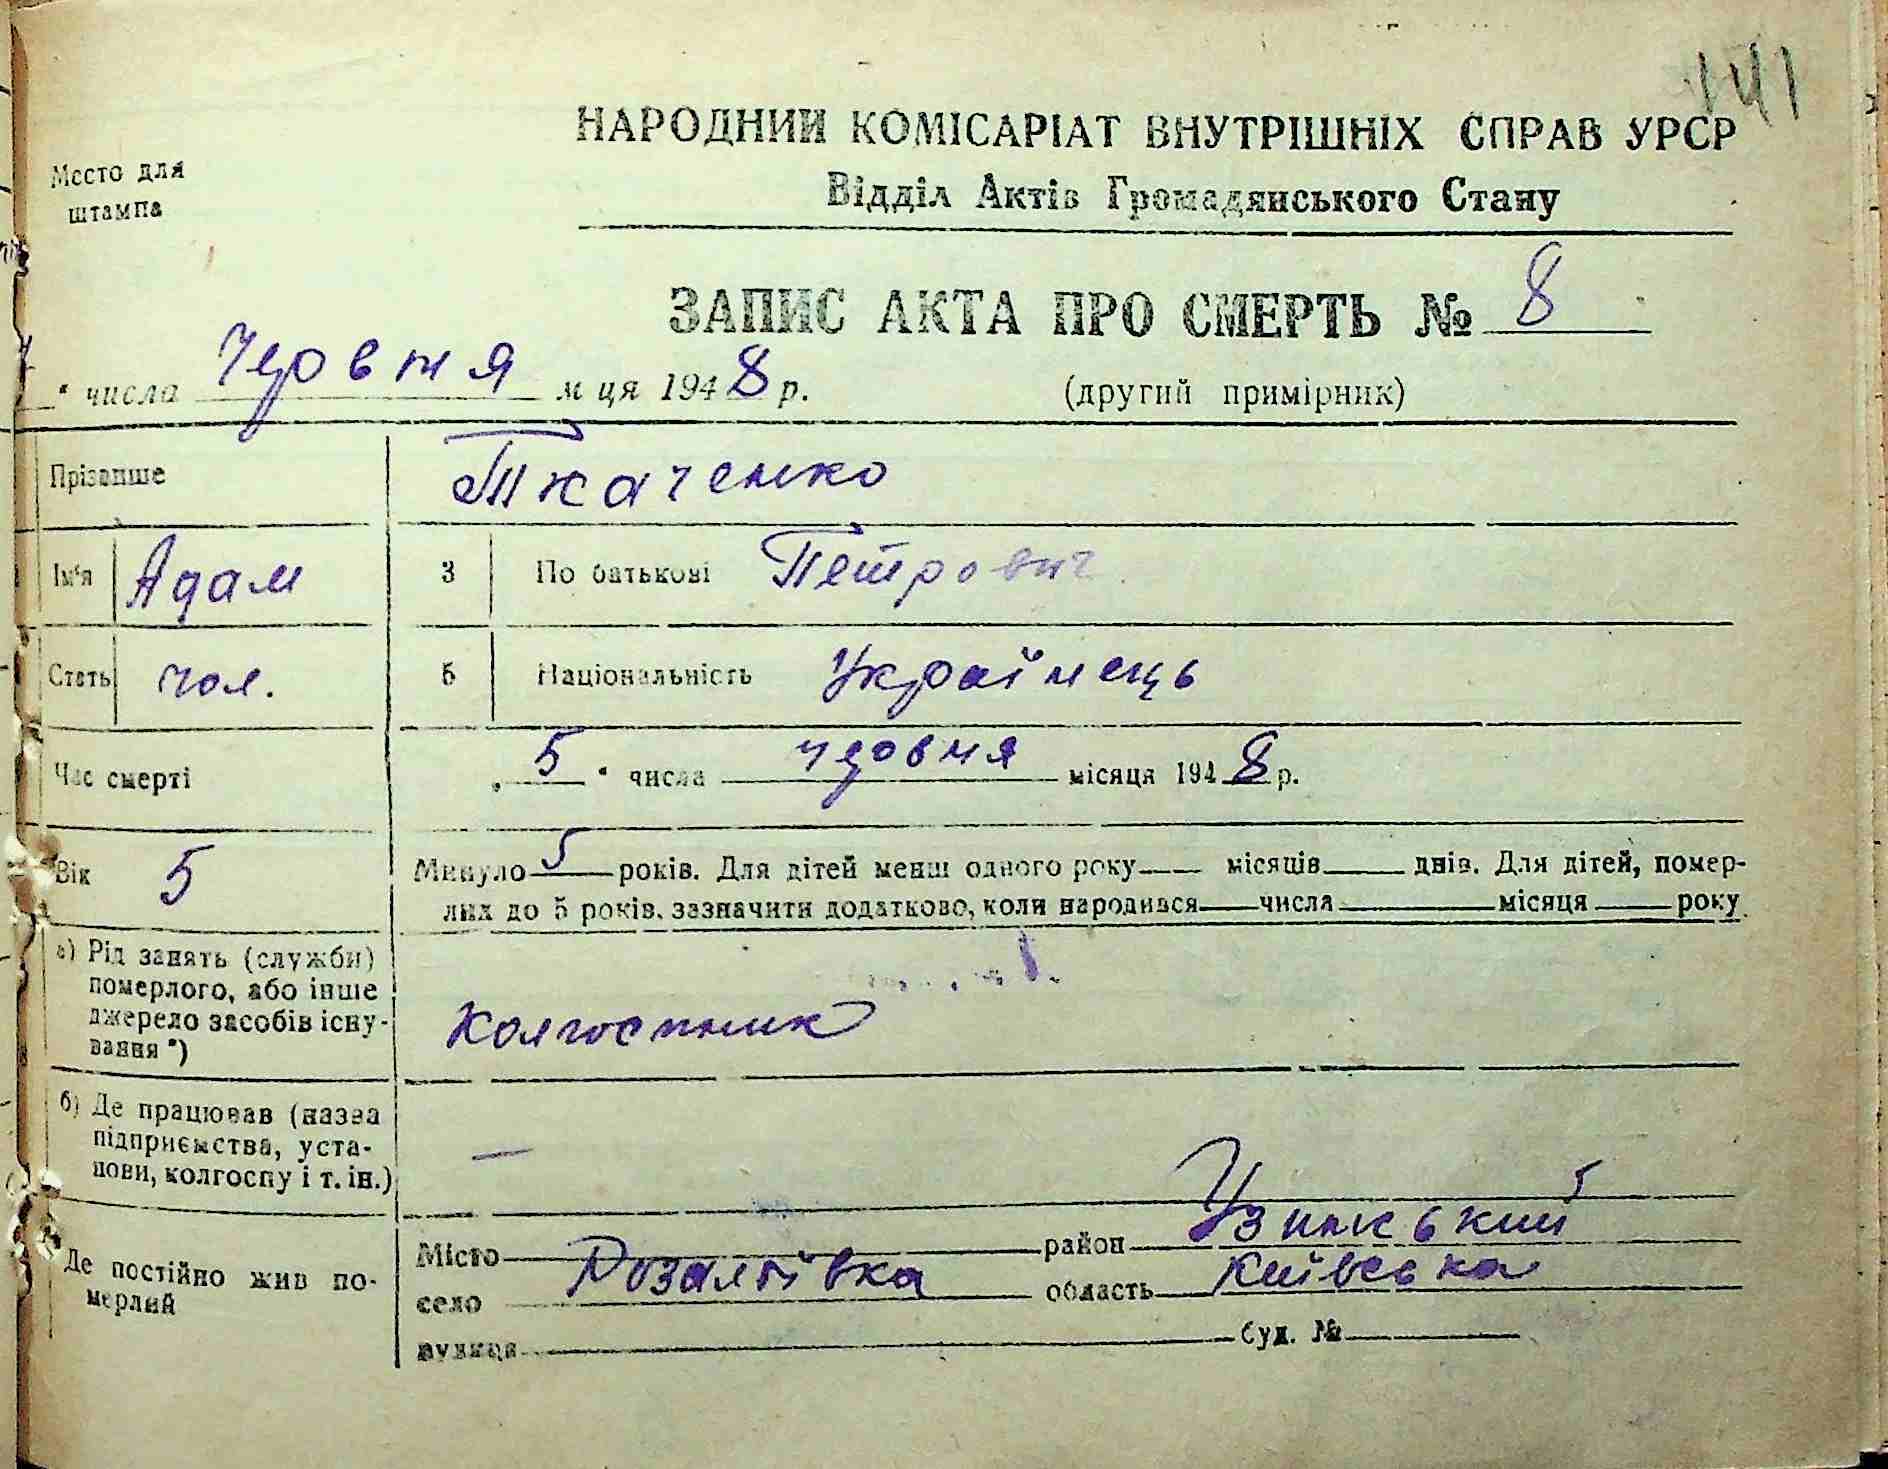 141
НАРОДНИЙ КОМІСАРІАТ ВНУТРІШНІХ СПРАВ УРСР
Место для
штампа
Відділ Актів Громадянського Стану
ЗАПИС АКТА ПРО СМЕРТЬ № 8
" числа Червня м ця 1948 р.
(другий примірник)
Прізвище Ткаченко
Ім'я Адам 3 По батькові Петрович
Стать чол. 5 Національність Українець
Час смерті „ 5 " числа червня місяця 1948 р.
Вік 5 Минуло 5 років. Для дітей менш одного року місяців днів. Для дітей, помер-
лих до 5 років, зазначити додатково, коли народився числа місяця року
а) Рід занять (служби)
померлого, або інше
джерело засобів існу-
вання *)
Колгоспник
б) Де працював (назва
підприємства, уста-
нови, колгоспу і т. ін.)
—
Де постійно жив по-
мерлий
Місто район Узинський
село Розаліївка область Київська
вулиця буд. №